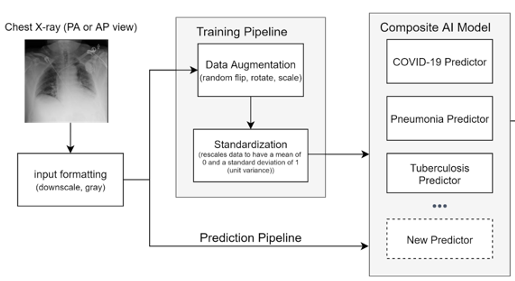 Chest X-ray (PA or AP view)
input formatting
(downscale, gray)
Training Pipeline
Data Augmentation
(random flip, rotate, scale)
Standardization
(rescales data to have a mean of
0 and a standard deviation of 1
(unit variance))
Prediction Pipeline
Composite AI Model
COVID-19 Predictor
Pneumonia Predictor
Tuberculosis
Predictor
•••
New Predictor